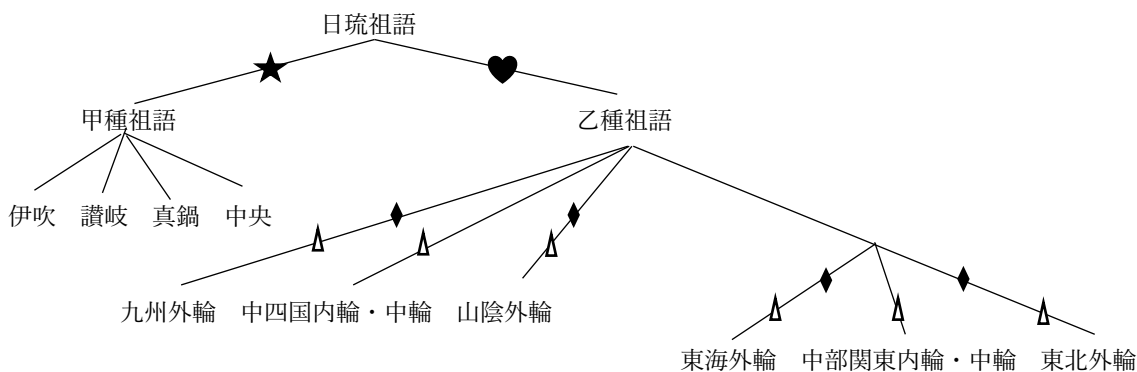 日琉祖語
甲種祖語
乙種祖語
伊吹
讃岐
真鍋
中央
九州外輪
中四国内輪・中輪
山陰外輪
東海外輪
中部関東内輪・中輪
東北外輪